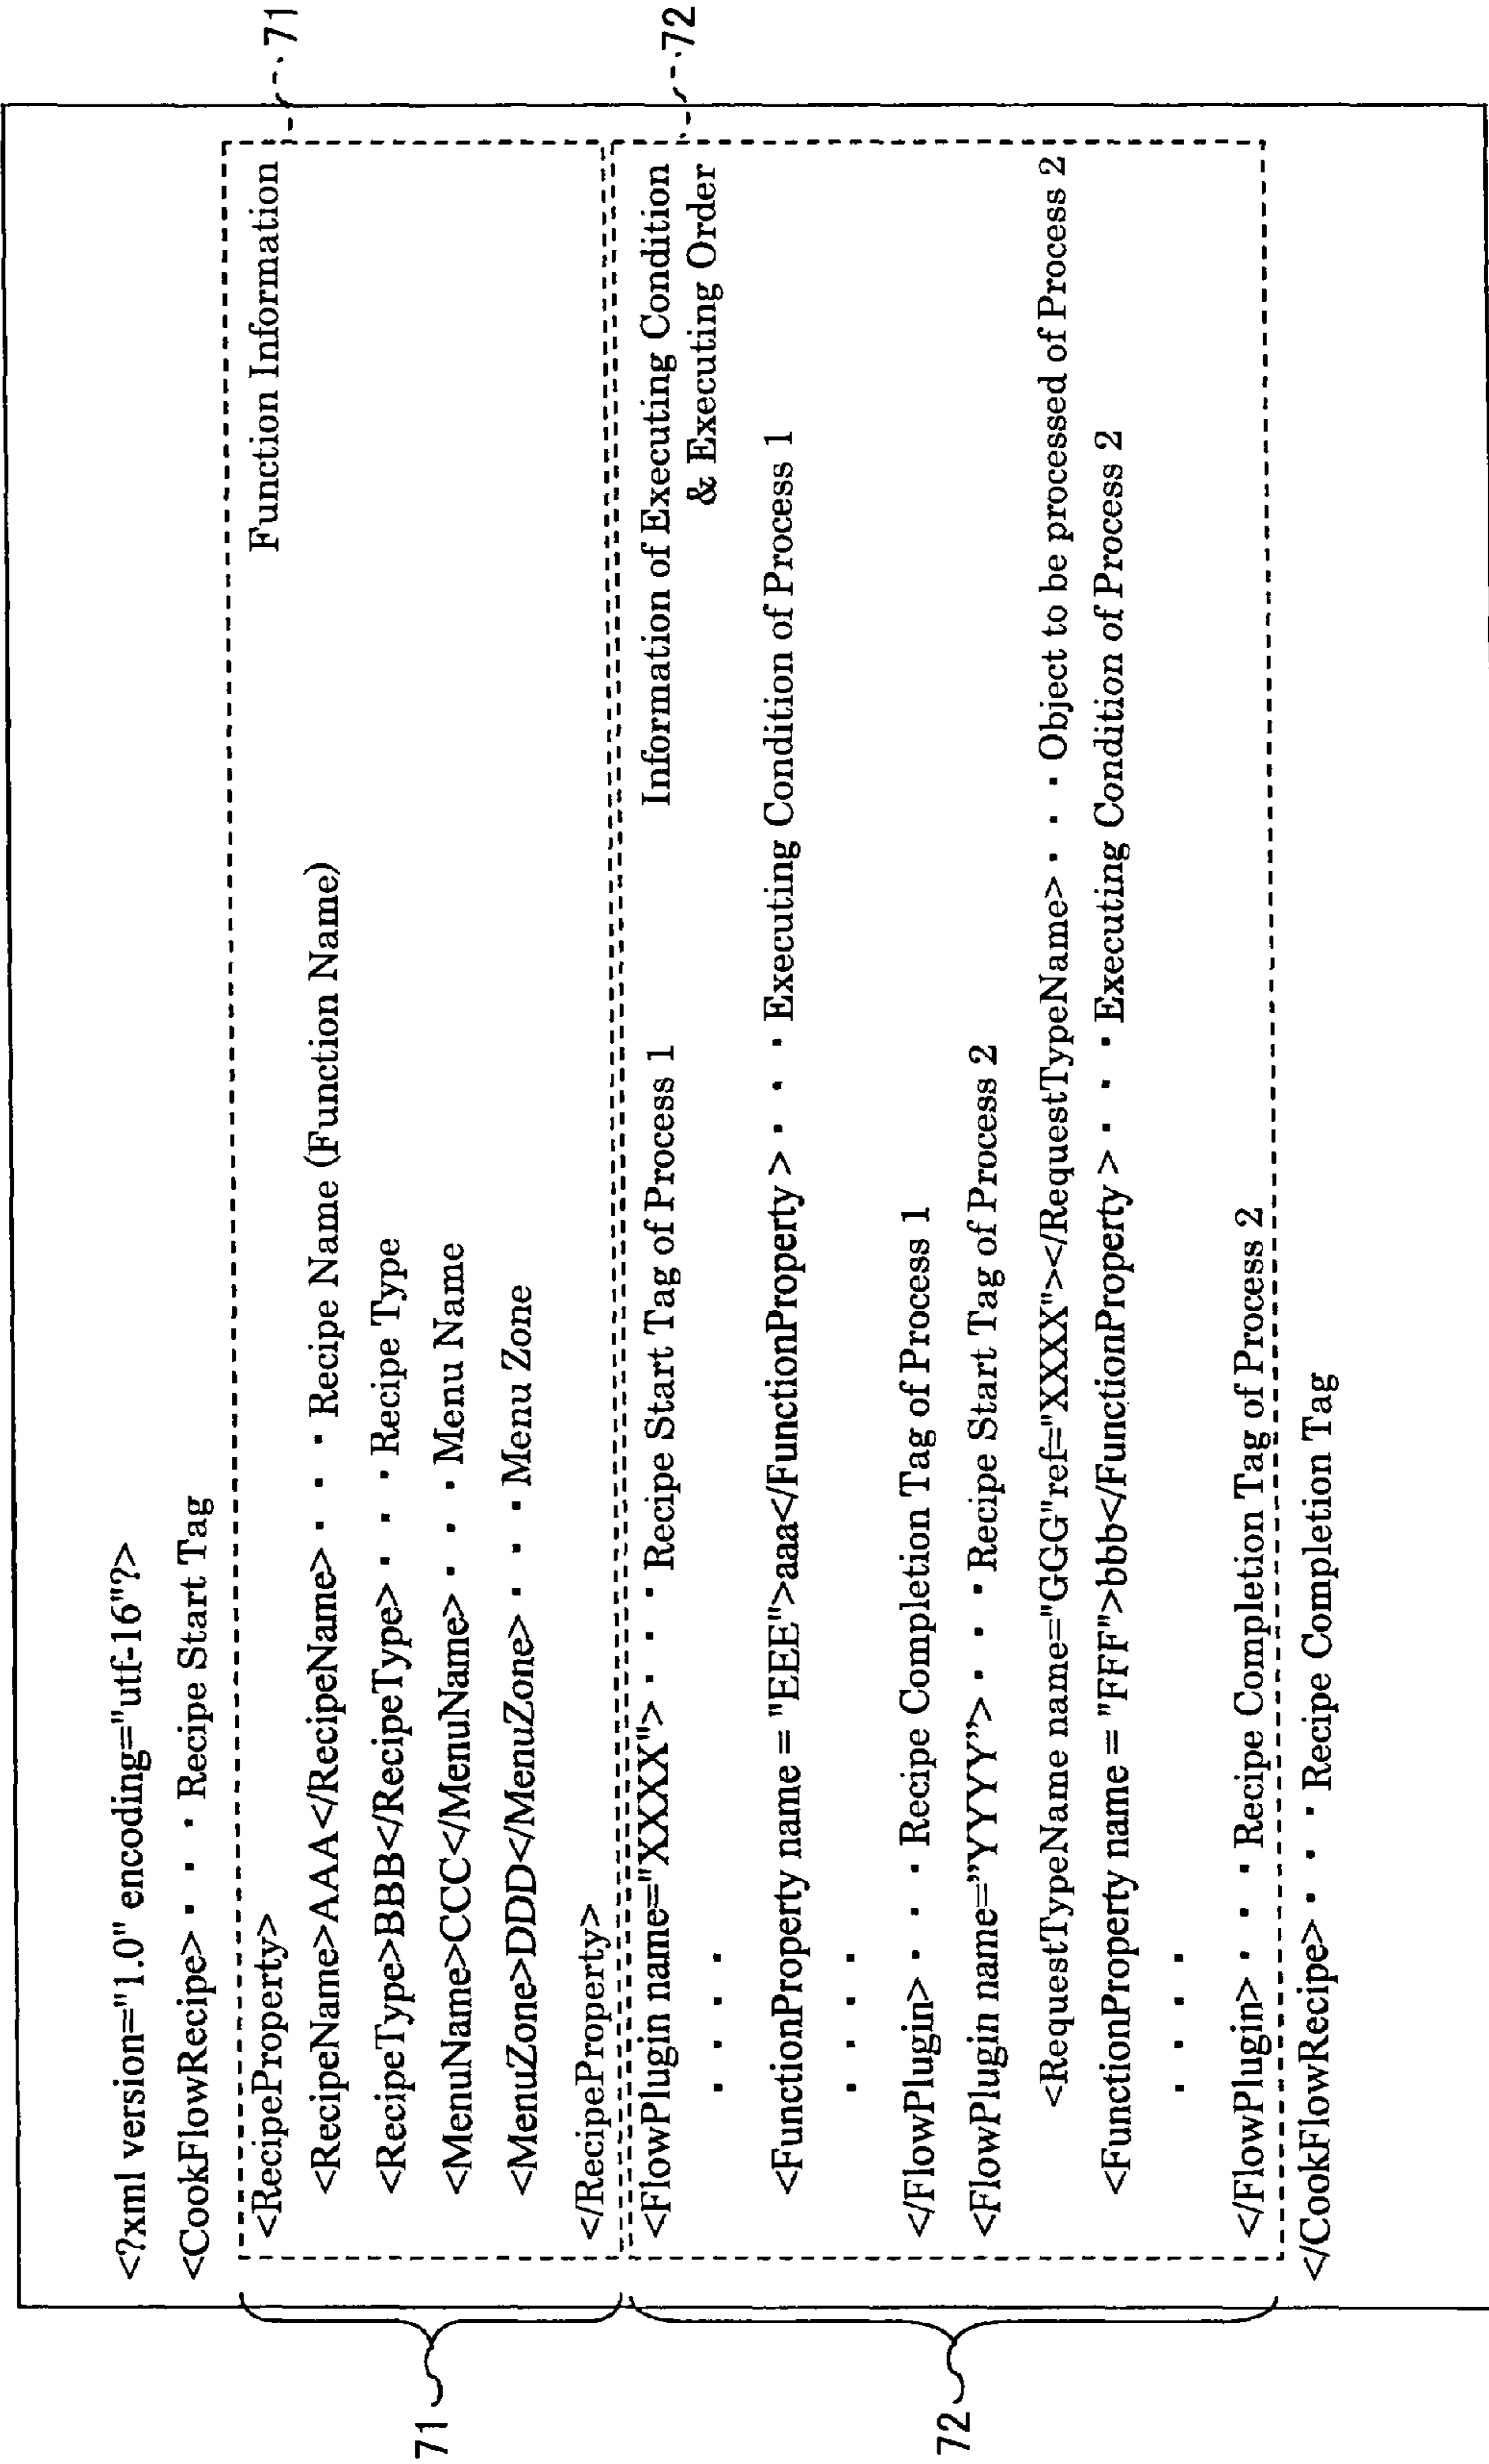 <?xml version="1.0" encoding="utf-16"?>
<CookFlowRecipe>・・・Recipe Start Tag
<RecipeProperty> Function Information 71
<RecipeName>AAA</RecipeName>・・・Recipe Name (Function Name)
<RecipeType>BBB</RecipeType>・・・Recipe Type
<MenuName>CCC</MenuName>・・・Menu Name
<MenuZone>DDD</MenuZone>・・・Menu Zone
</RecipeProperty>
71
<FlowPlugin name="XXXX">・・・Recipe Start Tag of Process 1 Information of Executing Condition 72
& Executing Order
・・・・
<FunctionProperty name = "EEE">aaa</FunctionProperty >・・・Executing Condition of Process 1
・・・・
</FlowPlugin>・・・Recipe Completion Tag of Process 1
<FlowPlugin name=”YYYY”>・・・Recipe Start Tag of Process 2
<RequestTypeName name="GGG"ref="XXXX"></RequestTypeName>・・・Object to be processed of Process 2
<FunctionProperty name = "FFF">bbb</FunctionProperty >・・・Executing Condition of Process 2
・・・・
</FlowPlugin>・・・Recipe Completion Tag of Process 2
72
</CookFlowRecipe>・・・Recipe Completion Tag